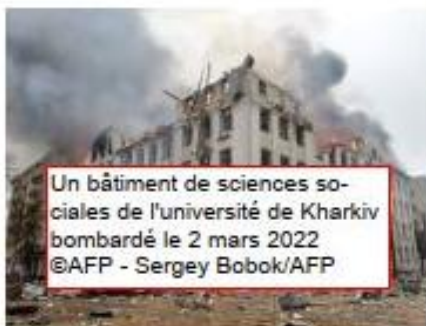 Un bâtiment de sciences so-
ciales de l'université de Kharkiv
bombardé le 2 mars 2022
©AFP - Sergey Bobok/AFP